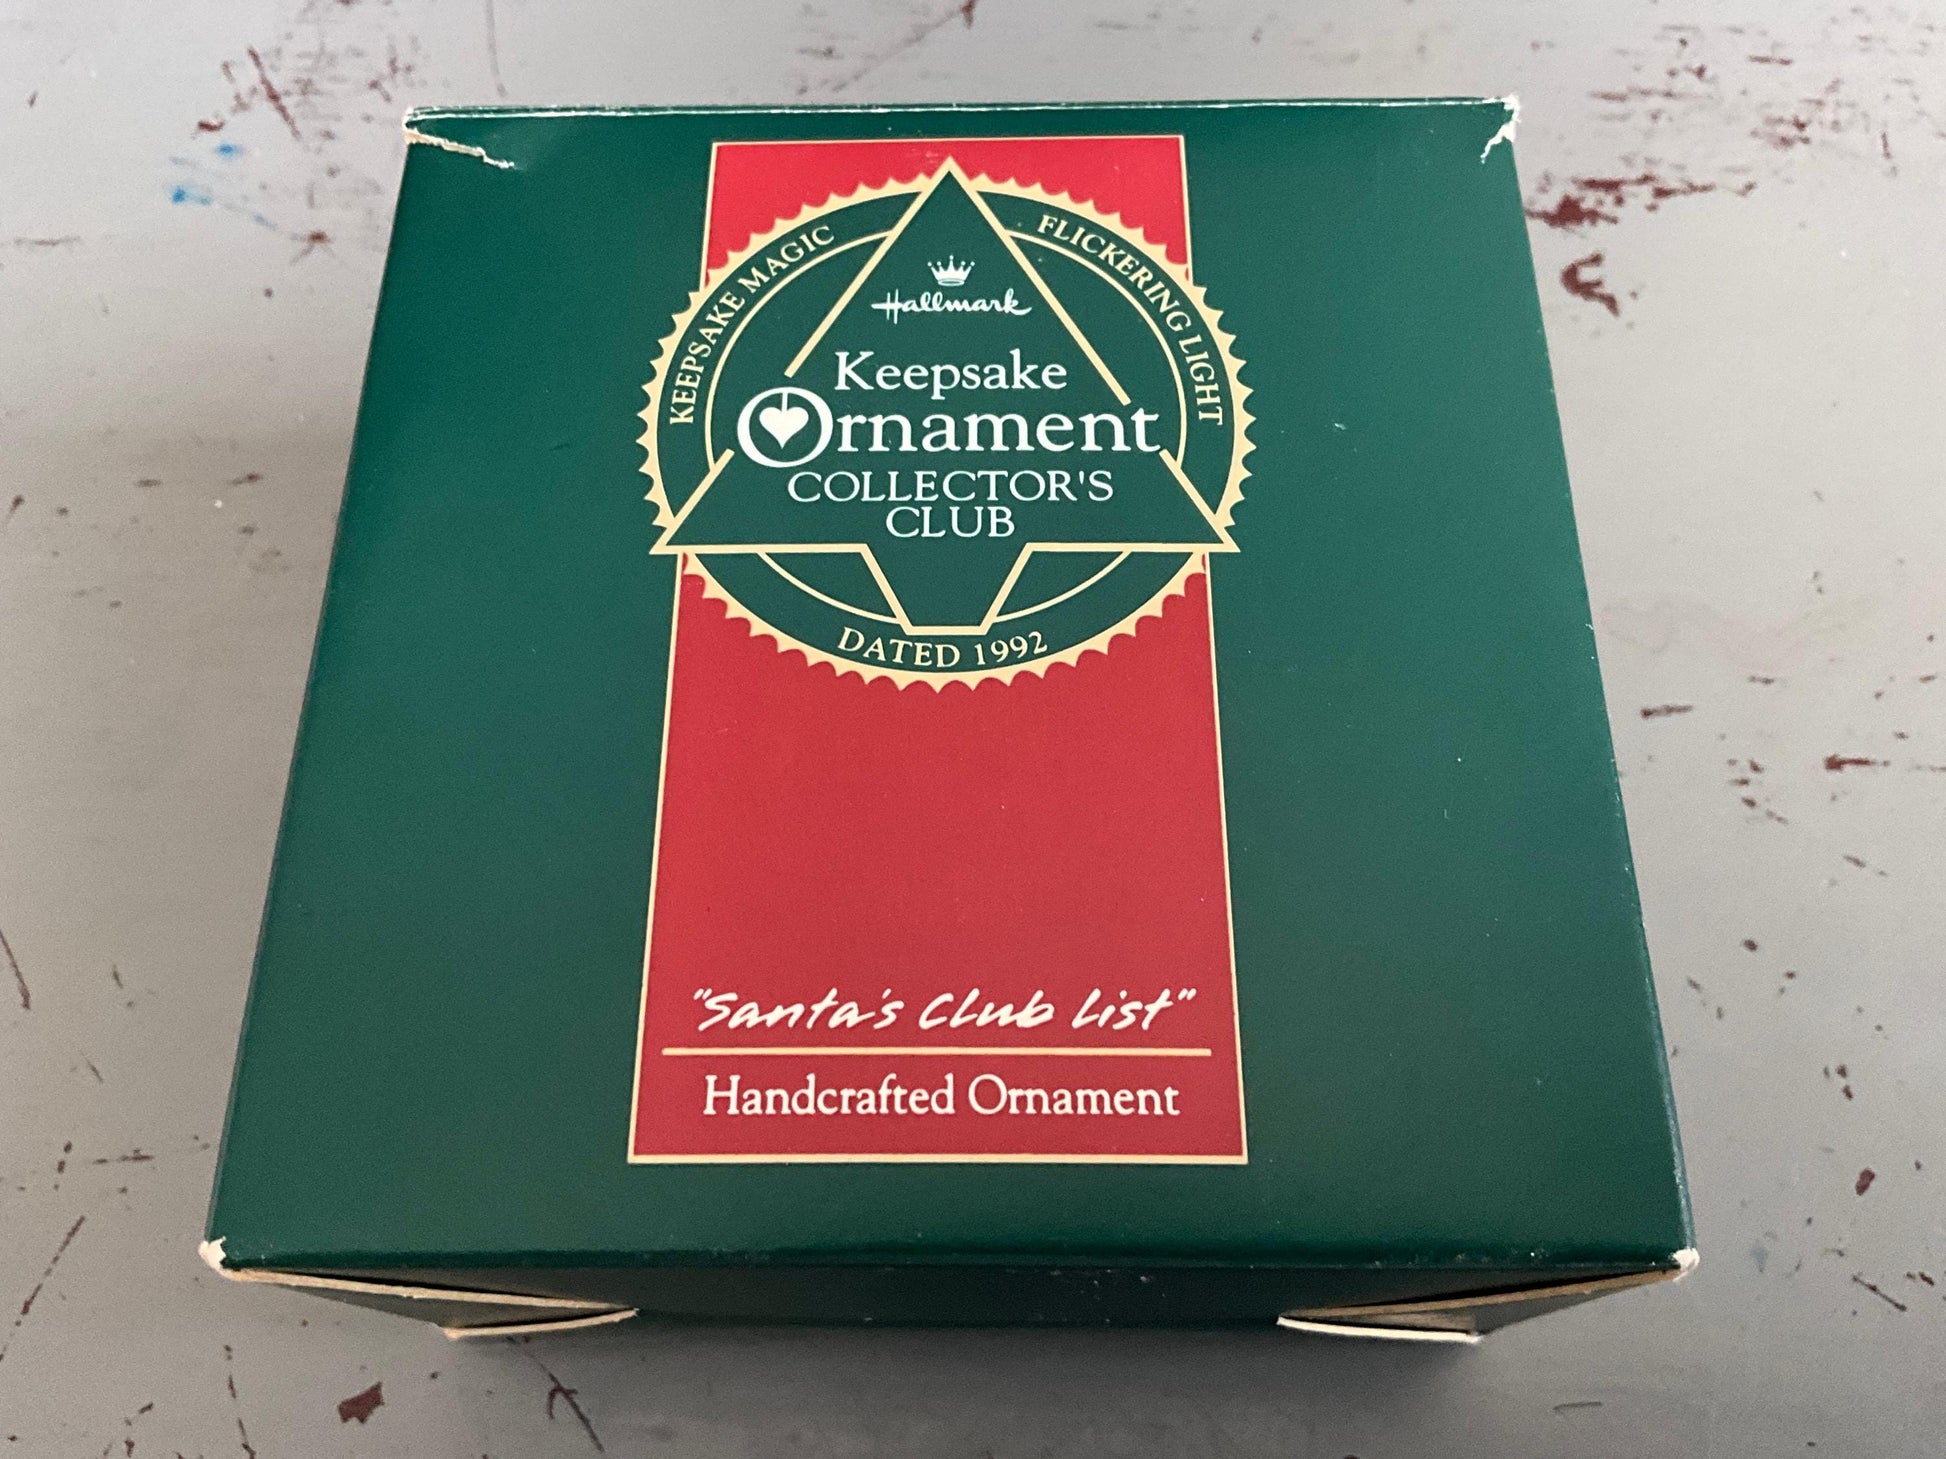 KEEPSAKE MAGIC
FLICKERING LIGHT
Hallmark
Keepsake
Ornament
COLLECTOR'S
CLUB
DATED 1992
"Santa's Club List"
Handcrafted Ornament